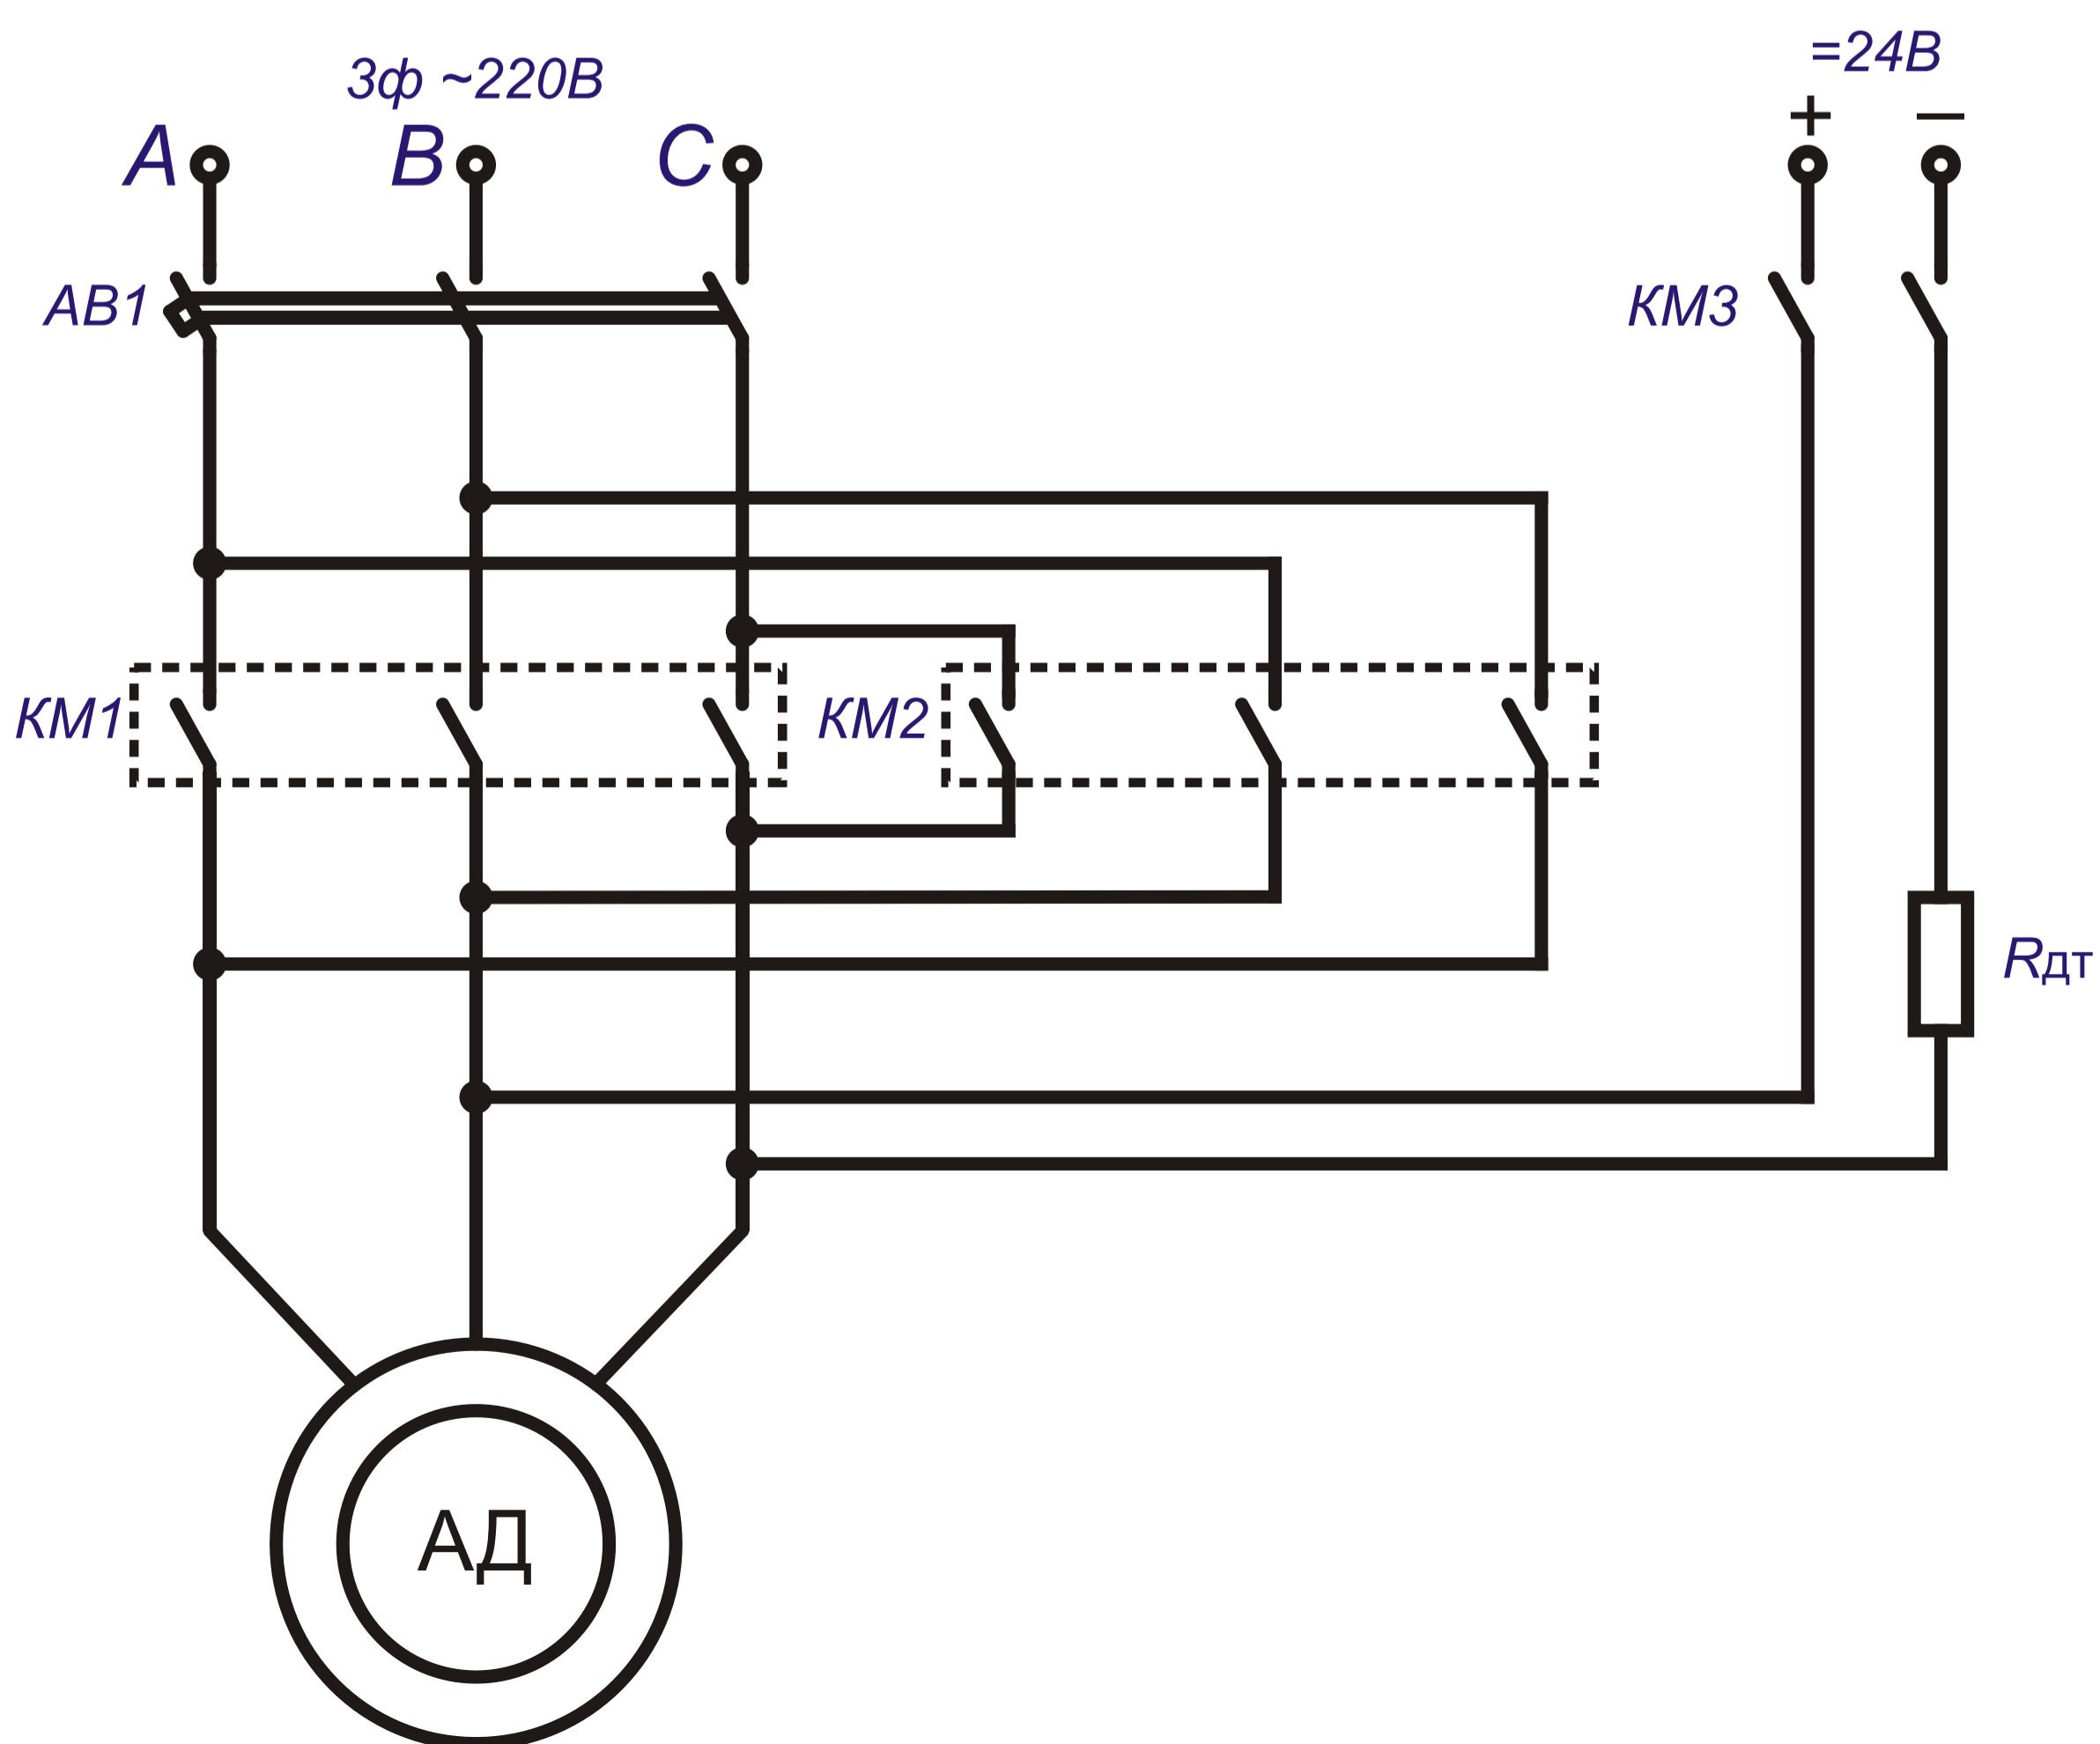 =24В
3ф ~220В
+ —
А В С
АВ1
КМ3
КМ1
КМ2
Rдт
АД